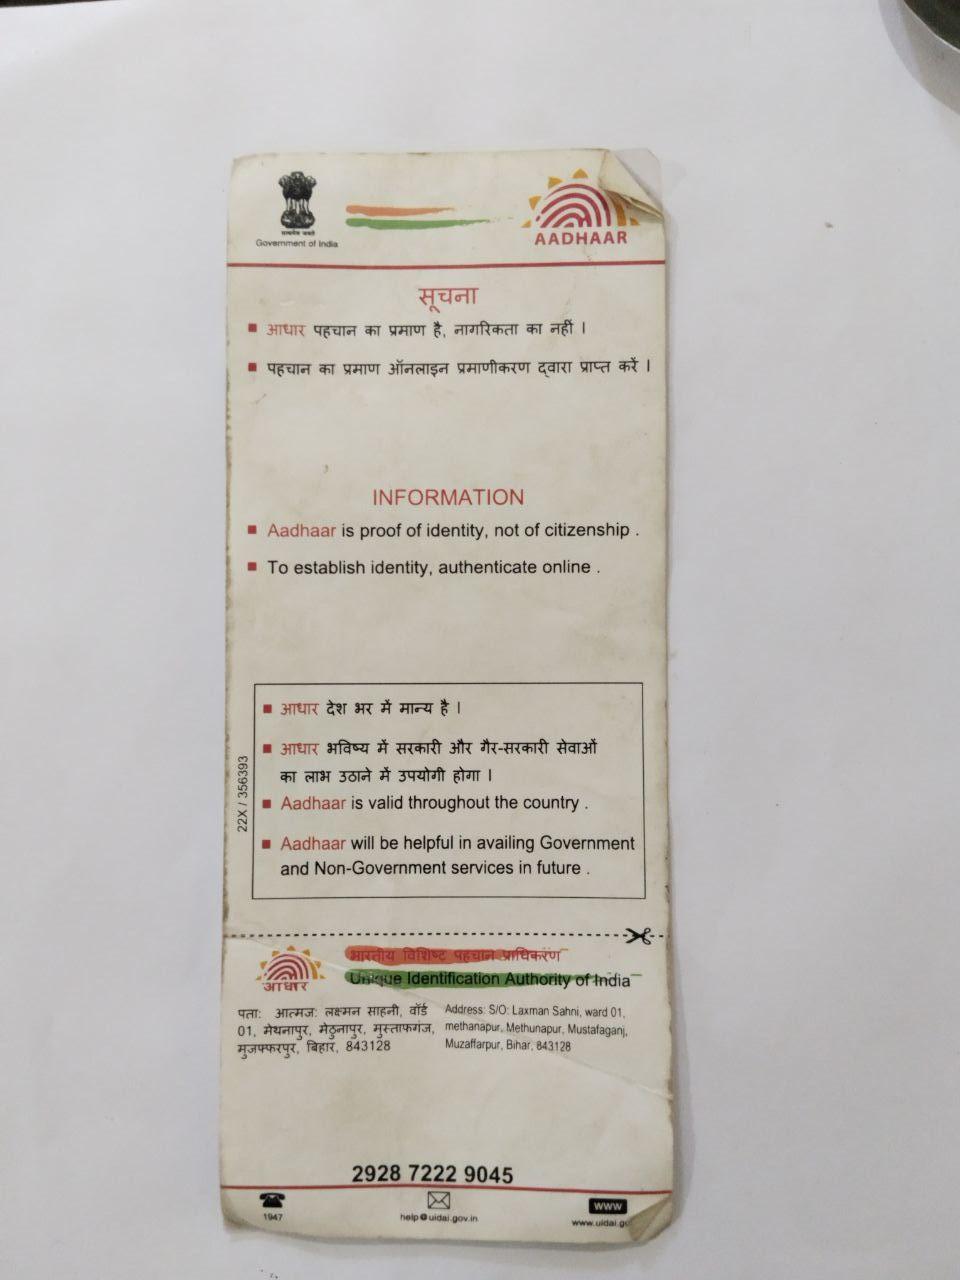 सत्यमेव जयते
Government of India
AADHAAR
सूचना
आधार पहचान का प्रमाण है, नागरिकता का नहीं ।
पहचान का प्रमाण ऑनलाइन प्रमाणीकरण द्वारा प्राप्त करें ।
INFORMATION
Aadhaar is proof of identity, not of citizenship .
To establish identity, authenticate online .
आधार देश भर में मान्य है ।
आधार भविष्य में सरकारी और गैर-सरकारी सेवाओं
का लाभ उठाने में उपयोगी होगा ।
Aadhaar is valid throughout the country .
Aadhaar will be helpful in availing Government
and Non-Government services in future .
22X / 356393
आधार
भारतीय विशिष्ट पहचान प्राधिकरण
Unique Identification Authority of India
पता: आत्मज: लक्ष्मन साहनी, वॉर्ड
01, मेथनापुर, मेठुनापुर, मुस्ताफगंज,
मुजफ्फरपुर, बिहार, 843128
Address: S/O: Laxman Sahni, ward 01,
methanapur, Methunapur, Mustafaganj,
Muzaffarpur, Bihar, 843128
2928 7222 9045
1947
help@uidai.gov.in
www
www.uidai.go